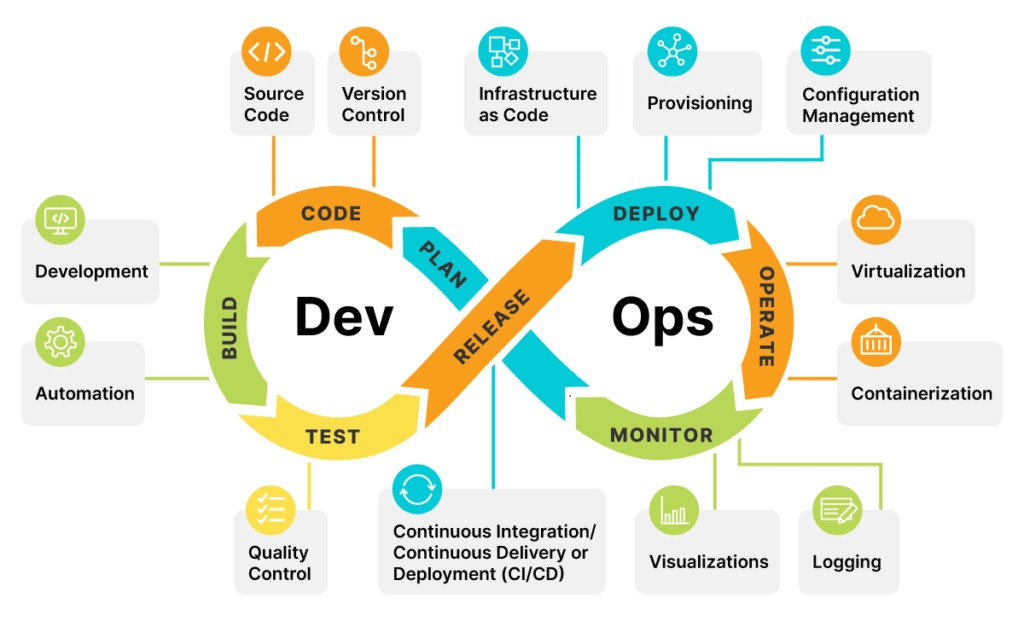 Source
Code
Version
Control
Infrastructure
as Code
Provisioning
Configuration
Management
CODE
PLAN
DEPLOY
Development
BUILD
Dev
RELEASE
Ops
OPERATE
Virtualization
Automation
Containerization
TEST
MONITOR
Quality
Control
Continuous Integration/
Continuous Delivery or
Deployment (CI/CD)
Visualizations
Logging